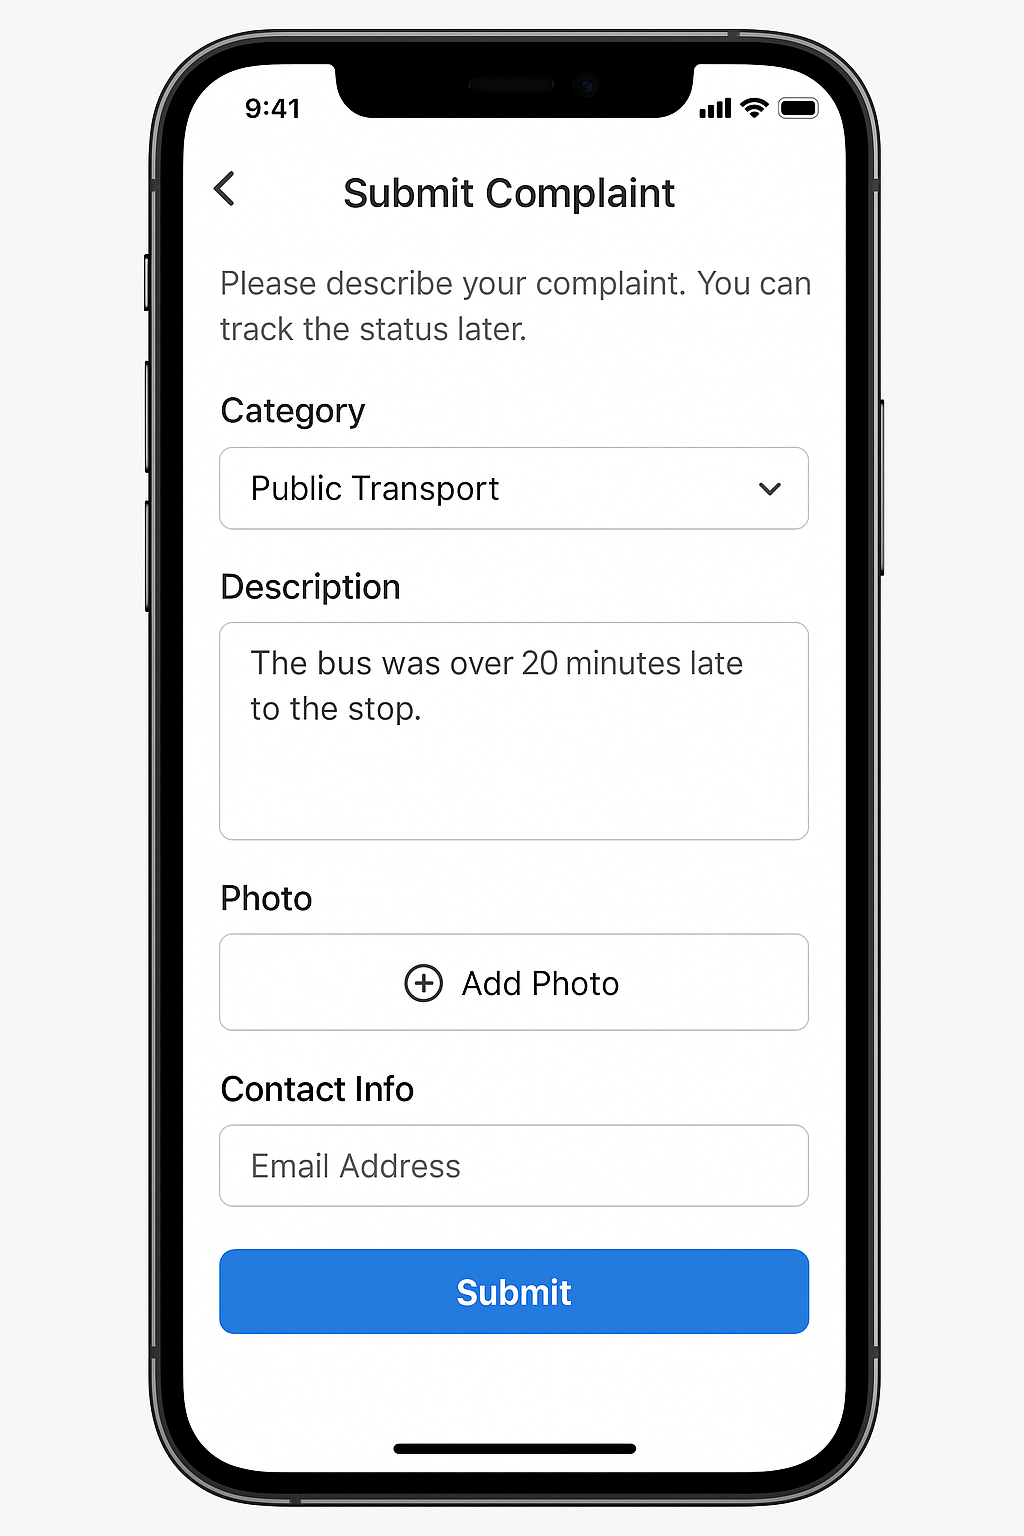 9:41
Submit Complaint
Please describe your complaint. You can
track the status later.
Category
Public Transport
Description
The bus was over 20 minutes late
to the stop.
Photo
Add Photo
Contact Info
Email Address
Submit